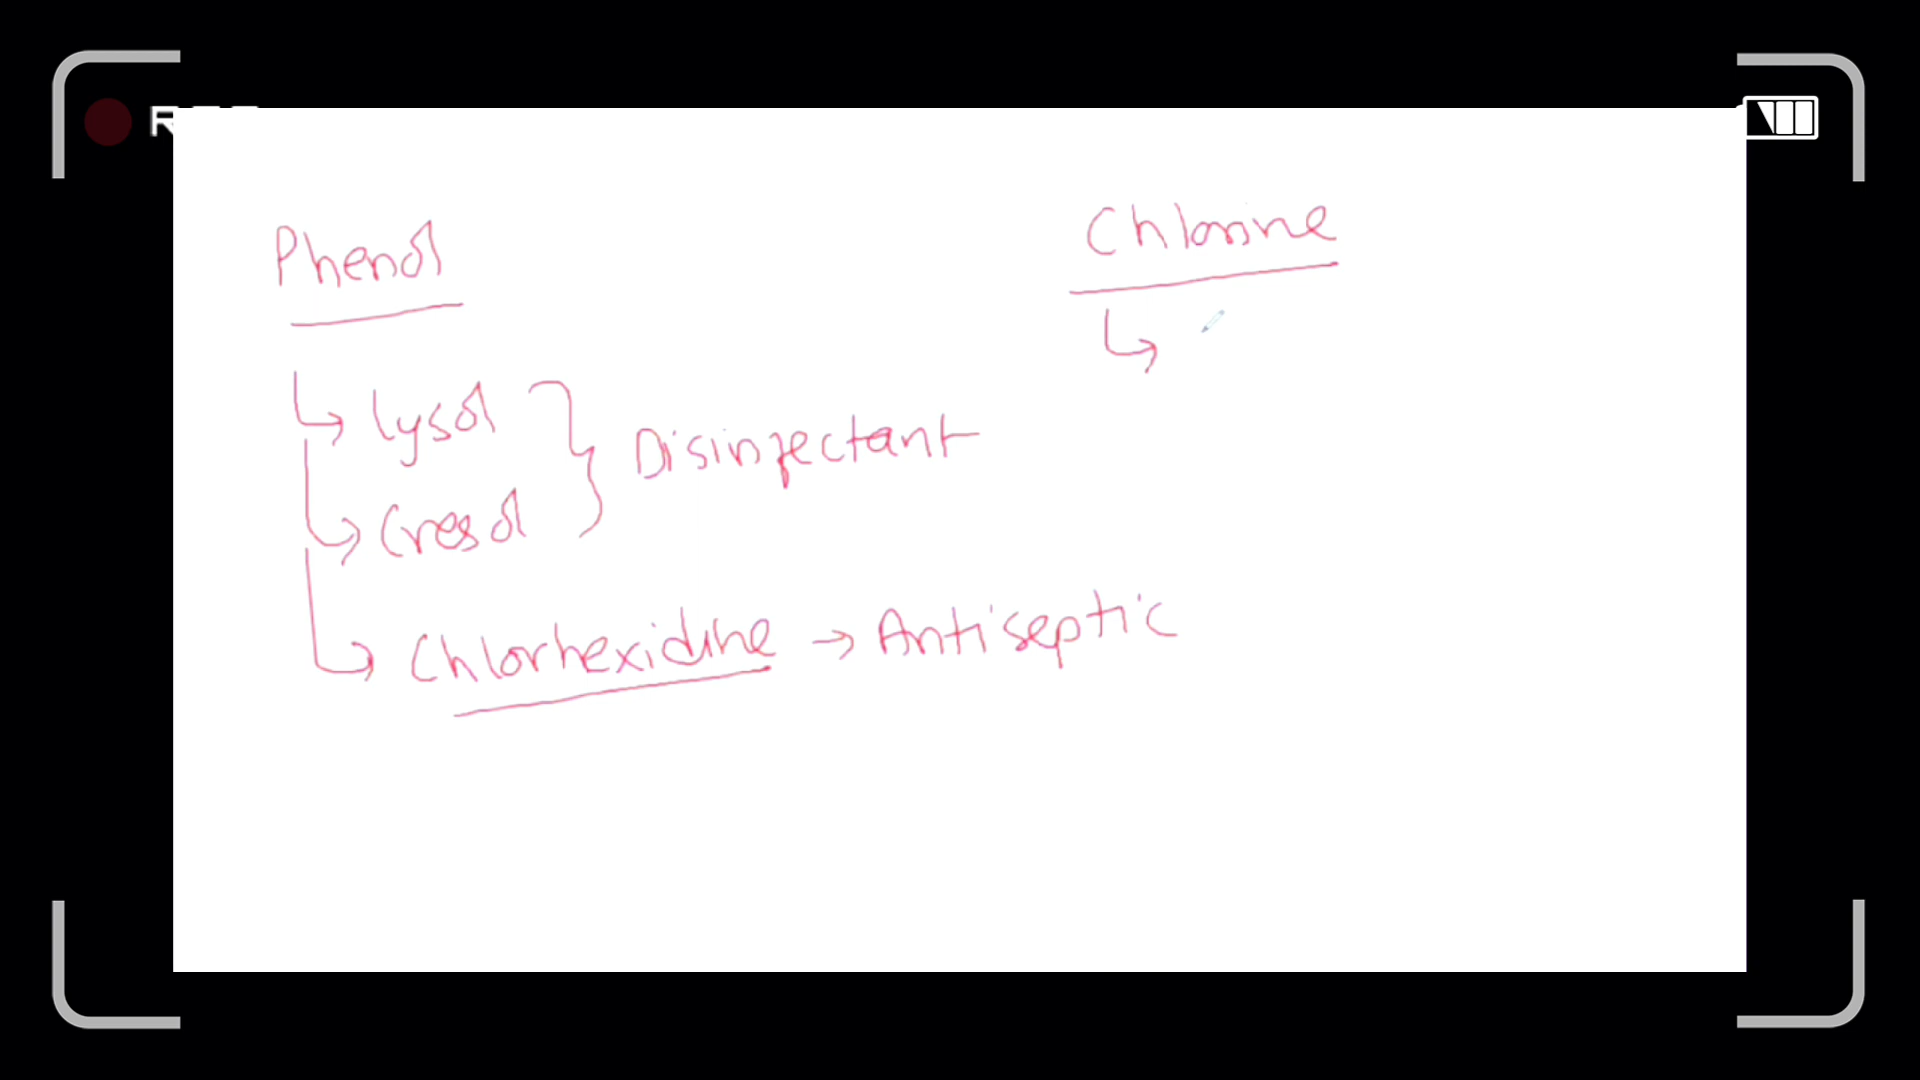 Phenol
Chlorine
↳ Lysol
↳ Cresol
} Disinfectant
↳ Chlorhexidine → Antiseptic